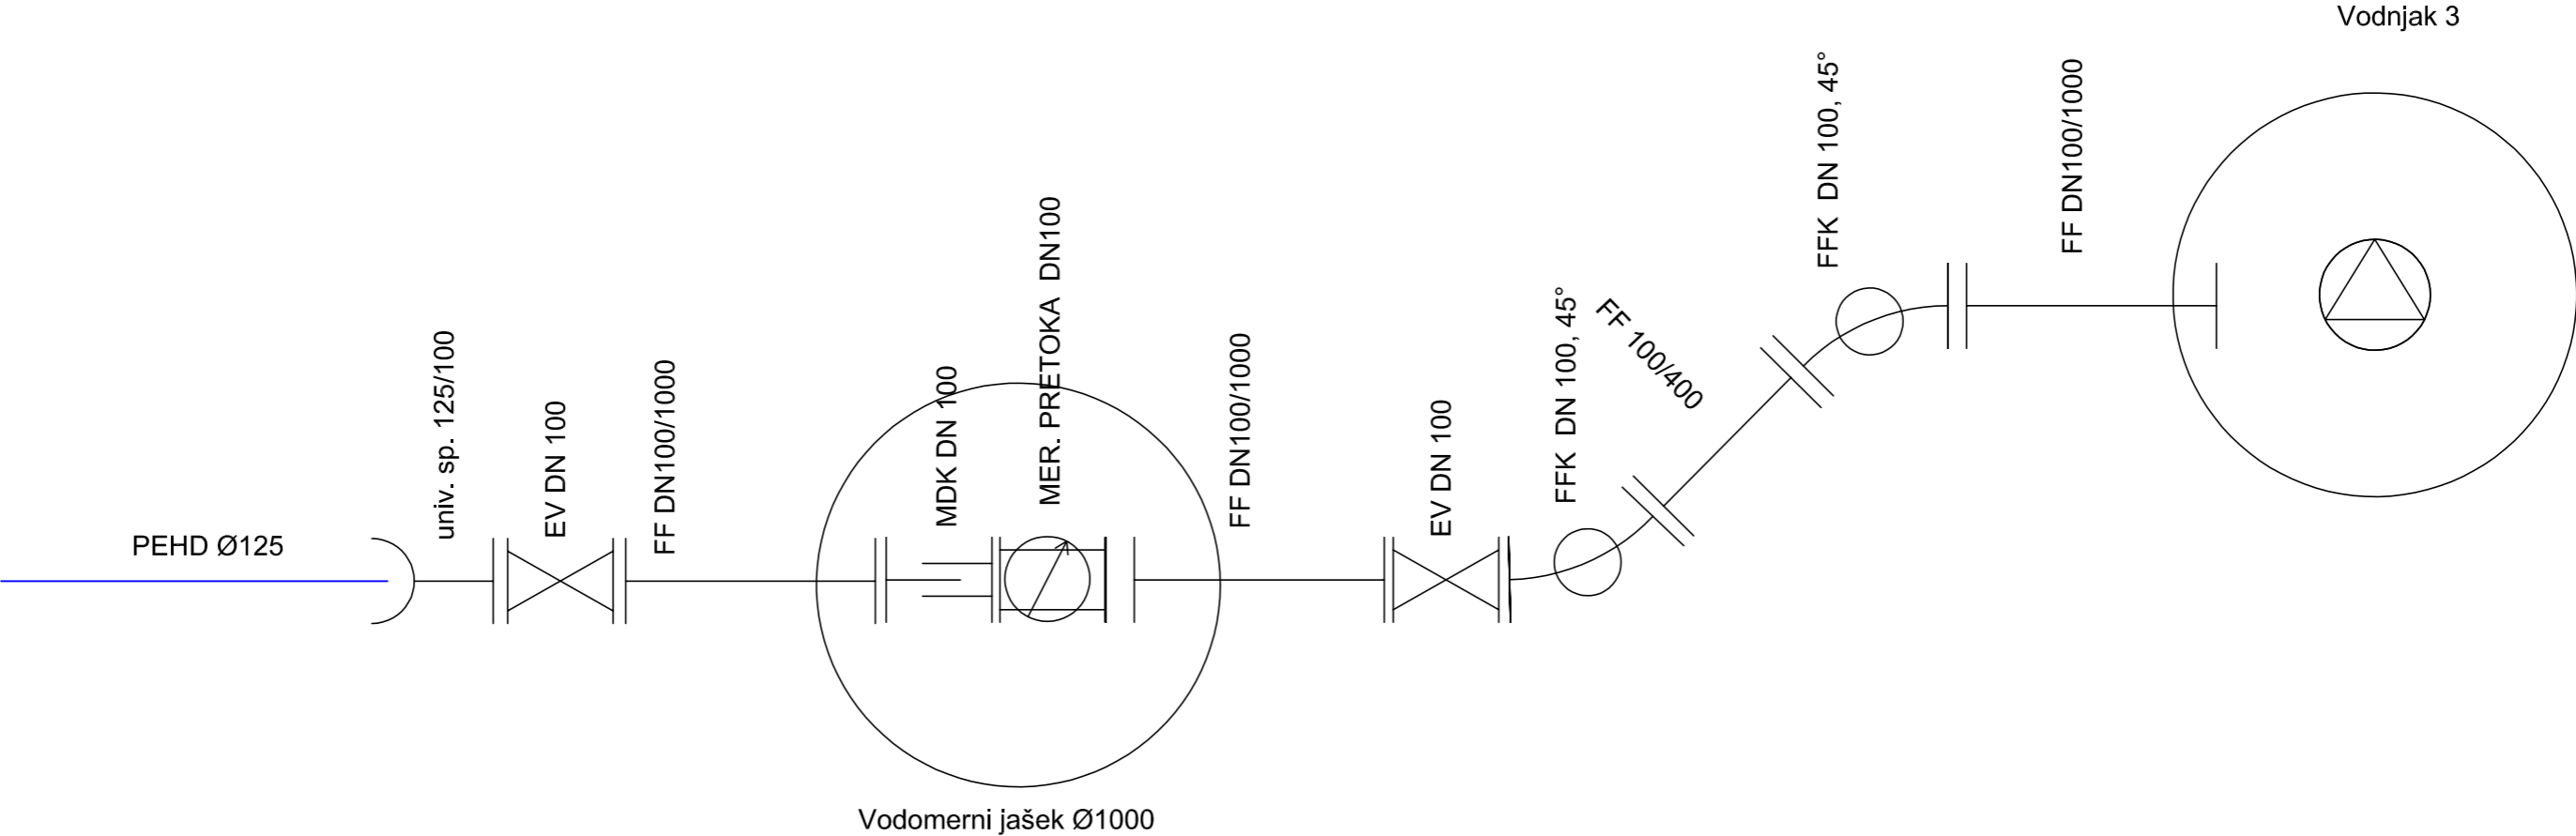 Vodnjak 3
PEHD Ø125
univ. sp. 125/100
EV DN 100
FF DN100/1000
MDK DN 100
MER. PRETOKA DN100
FF DN100/1000
EV DN 100
FFK DN 100, 45°
FF 100/400
FFK DN 100, 45°
FF DN100/1000
Vodomerni jašek Ø1000